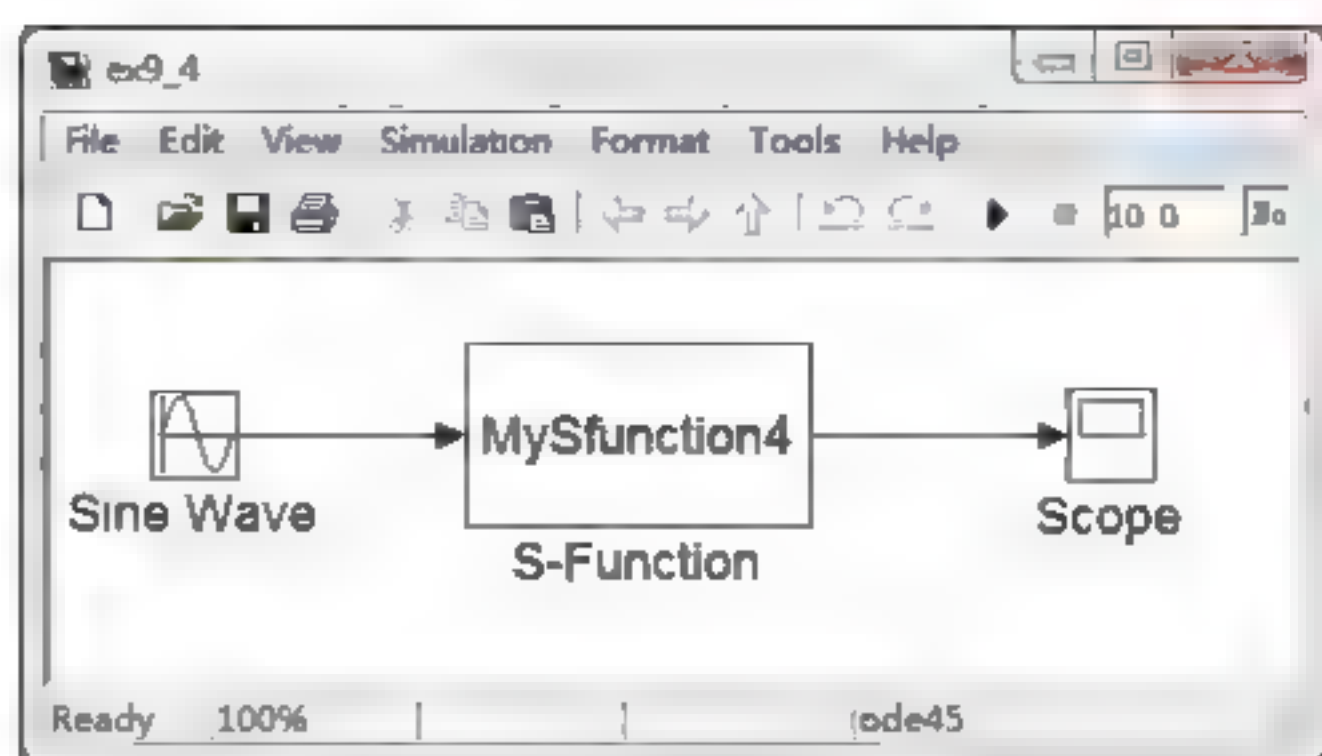 ex9_4
File Edit View Simulation Format Tools Help
10 0
MySfunction4
Sine Wave
S-Function
Scope
Ready 100% ode45